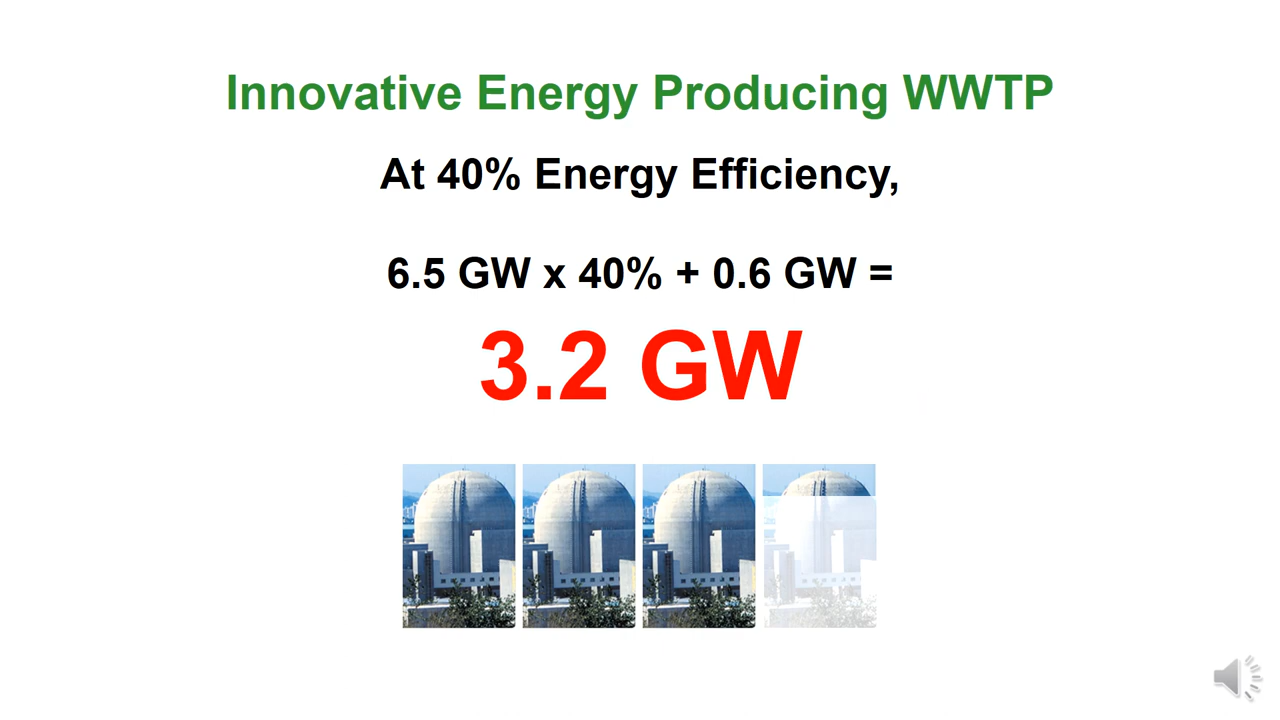 Innovative Energy Producing WWTP
At 40% Energy Efficiency,
6.5 GW x 40% + 0.6 GW =
3.2 GW